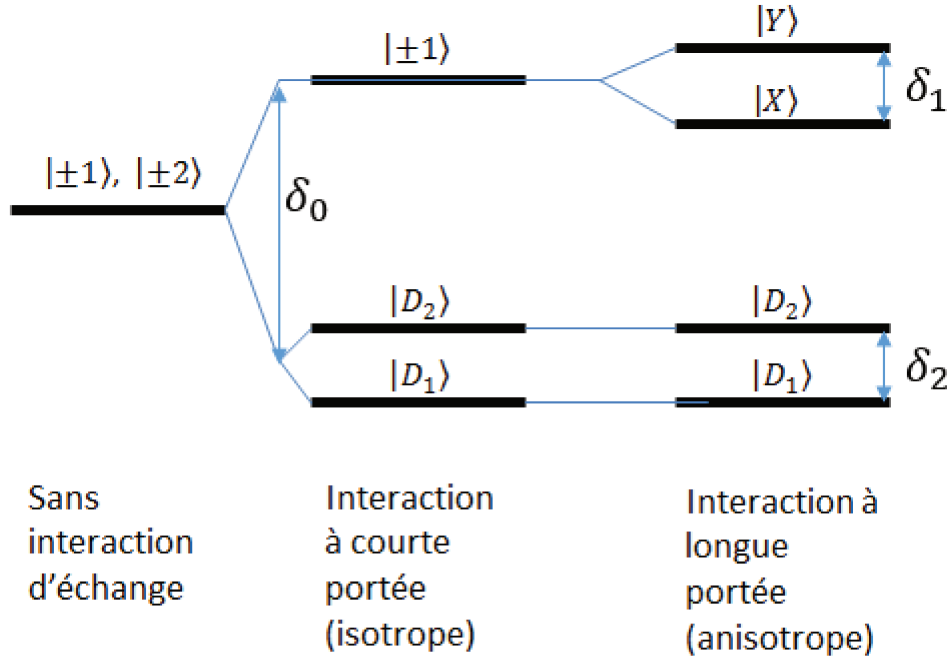 |Y⟩
|±1⟩
δ₁
|X⟩
|±1⟩, |±2⟩
δ₀
|D₂⟩
|D₂⟩
δ₂
|D₁⟩
|D₁⟩
Sans
interaction
d’échange
Interaction
à courte
portée
(isotrope)
Interaction à
longue
portée
(anisotrope)